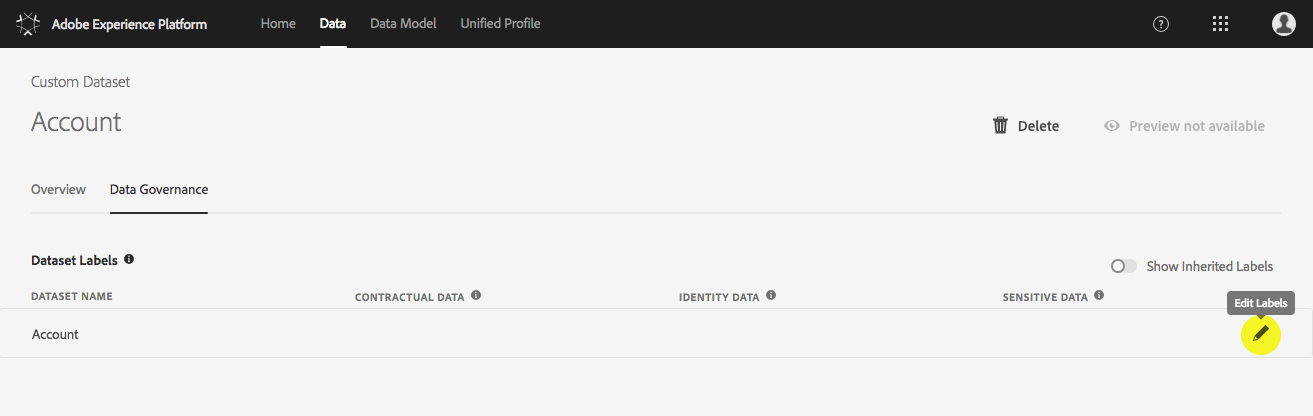 Adobe Experience Platform Home Data Data Model Unified Profile
Custom Dataset
Account
Delete Preview not available
Overview Data Governance
Dataset Labels
Show Inherited Labels
DATASET NAME CONTRACTUAL DATA IDENTITY DATA SENSITIVE DATA
Edit Labels
Account